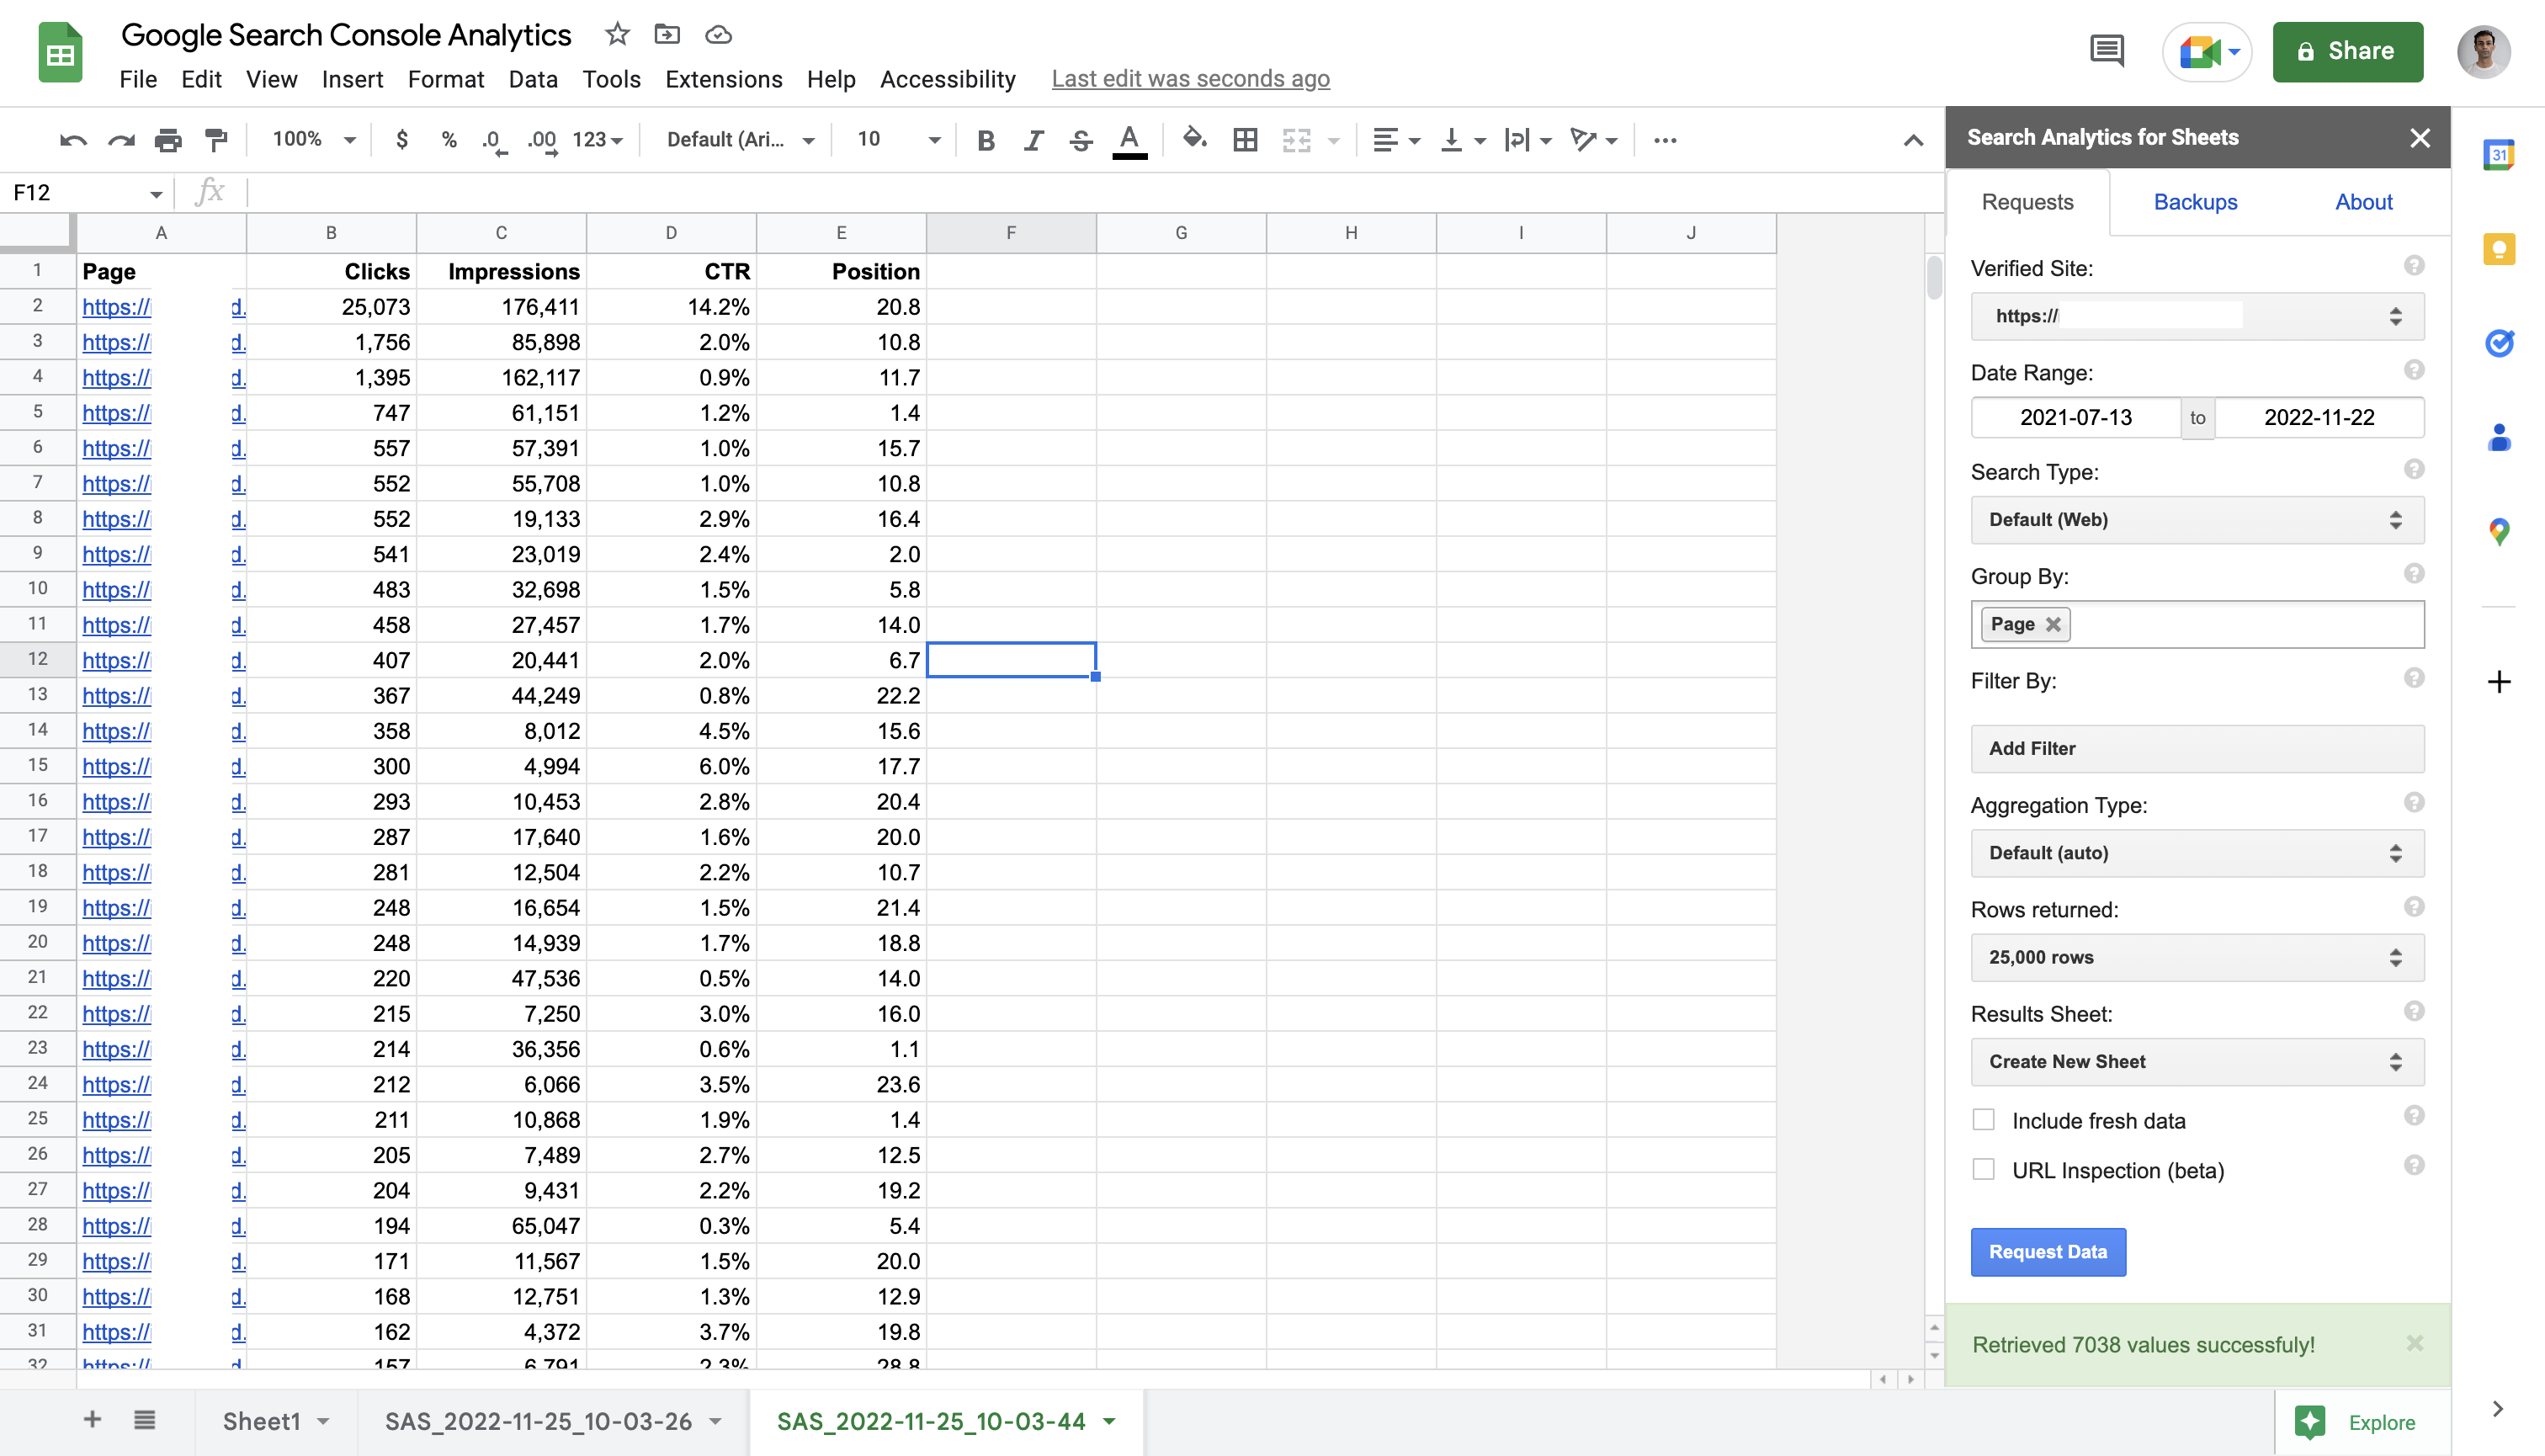 Google Search Console Analytics
File Edit View Insert Format Data Tools Extensions Help Accessibility Last edit was seconds ago
Share
100% $ % .0 .00 123 Default (Ari... 10 B I S A
F12 fx
A B C D E F G H I J
1 Page Clicks Impressions CTR Position
2 https:// d. 25,073 176,411 14.2% 20.8
3 https:// d. 1,756 85,898 2.0% 10.8
4 https:// d. 1,395 162,117 0.9% 11.7
5 https:// d. 747 61,151 1.2% 1.4
6 https:// d. 557 57,391 1.0% 15.7
7 https:// d. 552 55,708 1.0% 10.8
8 https:// d. 552 19,133 2.9% 16.4
9 https:// d. 541 23,019 2.4% 2.0
10 https:// d. 483 32,698 1.5% 5.8
11 https:// d. 458 27,457 1.7% 14.0
12 https:// d. 407 20,441 2.0% 6.7
13 https:// d. 367 44,249 0.8% 22.2
14 https:// d. 358 8,012 4.5% 15.6
15 https:// d. 300 4,994 6.0% 17.7
16 https:// d. 293 10,453 2.8% 20.4
17 https:// d. 287 17,640 1.6% 20.0
18 https:// d. 281 12,504 2.2% 10.7
19 https:// d. 248 16,654 1.5% 21.4
20 https:// d. 248 14,939 1.7% 18.8
21 https:// d. 220 47,536 0.5% 14.0
22 https:// d. 215 7,250 3.0% 16.0
23 https:// d. 214 36,356 0.6% 1.1
24 https:// d. 212 6,066 3.5% 23.6
25 https:// d. 211 10,868 1.9% 1.4
26 https:// d. 205 7,489 2.7% 12.5
27 https:// d. 204 9,431 2.2% 19.2
28 https:// d. 194 65,047 0.3% 5.4
29 https:// d. 171 11,567 1.5% 20.0
30 https:// d. 168 12,751 1.3% 12.9
31 https:// d. 162 4,372 3.7% 19.8
32 https:// d. 157 6,791 2.3% 28.8
Search Analytics for Sheets
Requests Backups About
Verified Site:
https://
Date Range:
2021-07-13 to 2022-11-22
Search Type:
Default (Web)
Group By:
Page
Filter By:
Add Filter
Aggregation Type:
Default (auto)
Rows returned:
25,000 rows
Results Sheet:
Create New Sheet
Include fresh data
URL Inspection (beta)
Request Data
Retrieved 7038 values successfuly!
31
Sheet1 SAS_2022-11-25_10-03-26 SAS_2022-11-25_10-03-44 Explore